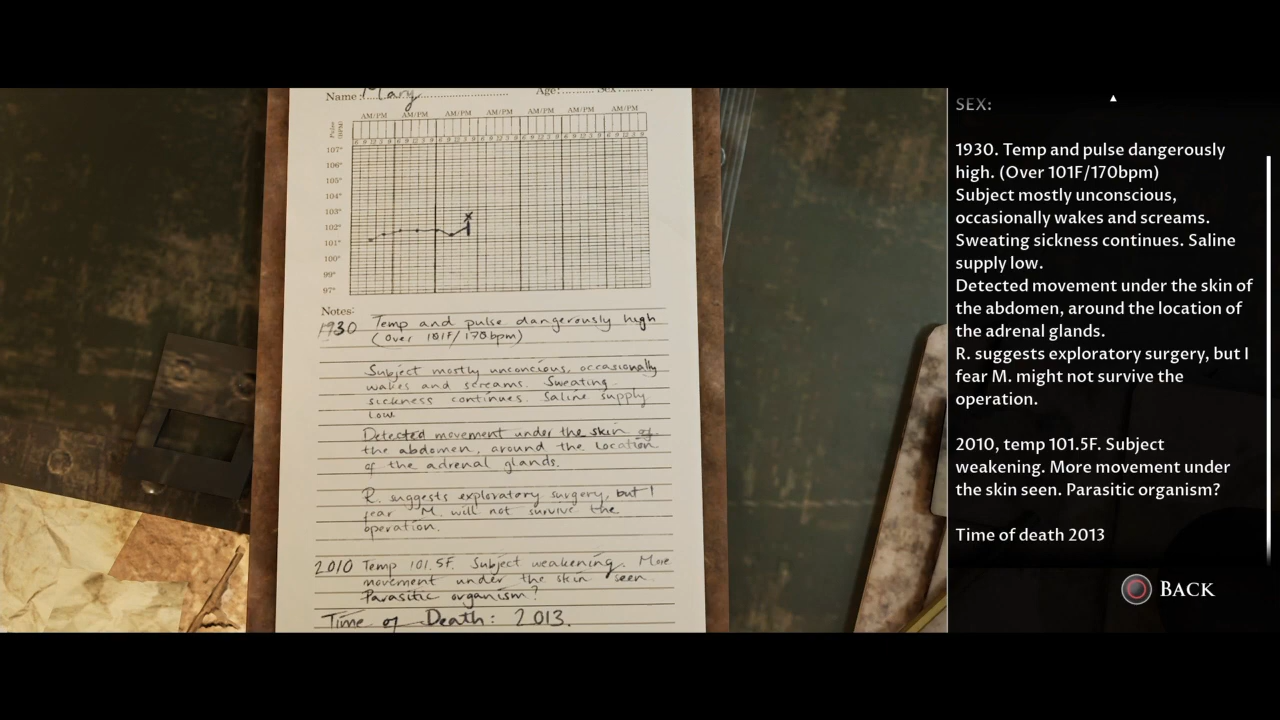 Name: Mary Age: Sex
AM/PM AM/PM AM/PM AM/PM AM/PM AM/PM AM/PM
Pulse (BPM)
107°
106°
105°
104°
103°
102°
101°
100°
99°
97°
Notes:
1930 Temp and pulse dangerously high
(Over 101F/170bpm)
Subject mostly unconcious, occasionally
wakes and screams. Sweating
sickness continues. Saline supply
low.
Detected movement under the skin of
the abdomen, around the location
of the adrenal glands.
R. suggests exploratory surgery, but I
fear M. will not survive the
operation.
2010 Temp 101.5F. Subject weakening. More
movement under the skin seen.
Parasitic organism?
Time of Death: 2013.
SEX:
1930. Temp and pulse dangerously
high. (Over 101F/170bpm)
Subject mostly unconscious,
occasionally wakes and screams.
Sweating sickness continues. Saline
supply low.
Detected movement under the skin of
the abdomen, around the location of
the adrenal glands.
R. suggests exploratory surgery, but I
fear M. might not survive the
operation.
2010, temp 101.5F. Subject
weakening. More movement under
the skin seen. Parasitic organism?
Time of death 2013
BACK